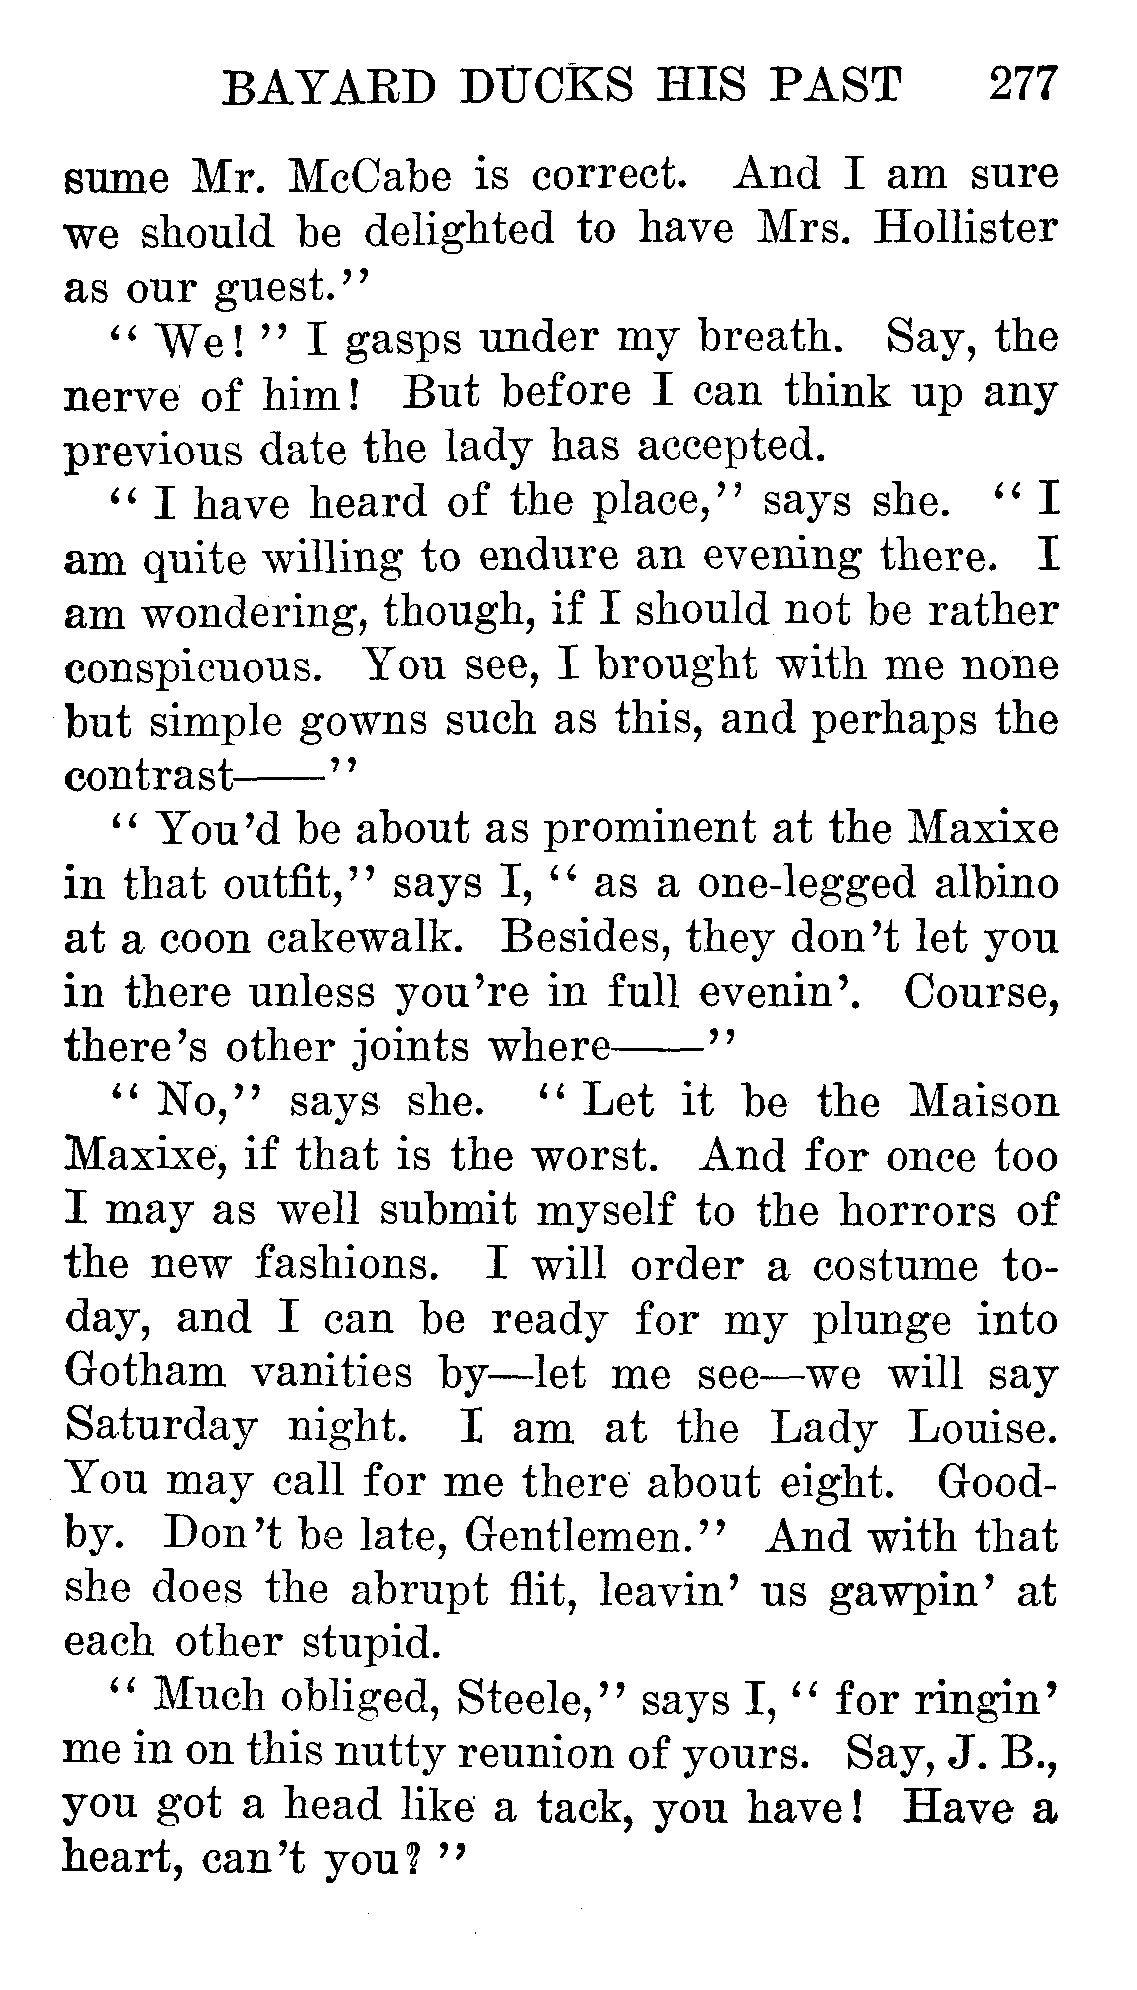 BAYARD DUCKS HIS PAST 277
sume Mr. McCabe is correct. And I am sure
we should be delighted to have Mrs. Hollister
as our guest.''
“ We! ” I gasps under my breath. Say, the
nerve of him! But before I can think up any
previous date the lady has accepted.
“ I have heard of the place,” says she. “ I
am quite willing to endure an evening there. I
am wondering, though, if I should not be rather
conspicuous. You see, I brought with me none
but simple gowns such as this, and perhaps the
contrast——”
“ You'd be about as prominent at the Maxixe
in that outfit,” says I, “ as a one-legged albino
at a coon cakewalk. Besides, they don't let you
in there unless you're in full evenin'. Course,
there's other joints where——”
“ No,” says she. “ Let it be the Maison
Maxixe, if that is the worst. And for once too
I may as well submit myself to the horrors of
the new fashions. I will order a costume to-
day, and I can be ready for my plunge into
Gotham vanities by—let me see—we will say
Saturday night. I am at the Lady Louise.
You may call for me there about eight. Good-
by. Don't be late, Gentlemen.” And with that
she does the abrupt flit, leavin' us gawpin' at
each other stupid.
“ Much obliged, Steele,” says I, “ for ringin'
me in on this nutty reunion of yours. Say, J. B.,
you got a head like a tack, you have! Have a
heart, can't you? ”